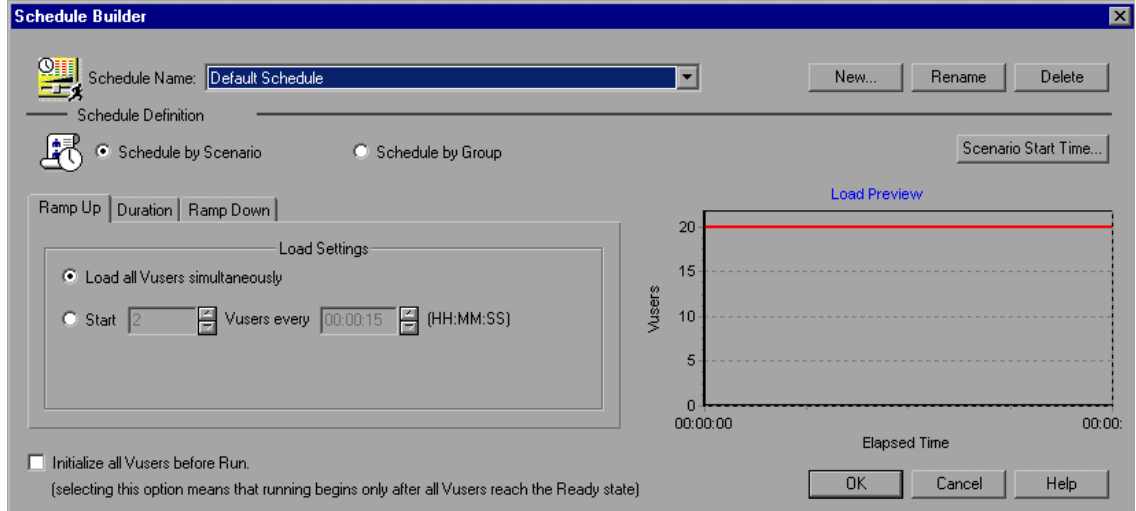 Schedule Builder
Schedule Name: Default Schedule New... Rename Delete
Schedule Definition
Schedule by Scenario Schedule by Group Scenario Start Time...
Ramp Up Duration Ramp Down
Load Settings
Load all Vusers simultaneously
Start 2 Vusers every 00:00:15 (HH:MM:SS)
Load Preview
Vusers
20
15
10
5
0
00:00:00 00:00:
Elapsed Time
Initialize all Vusers before Run.
(selecting this option means that running begins only after all Vusers reach the Ready state)
OK Cancel Help